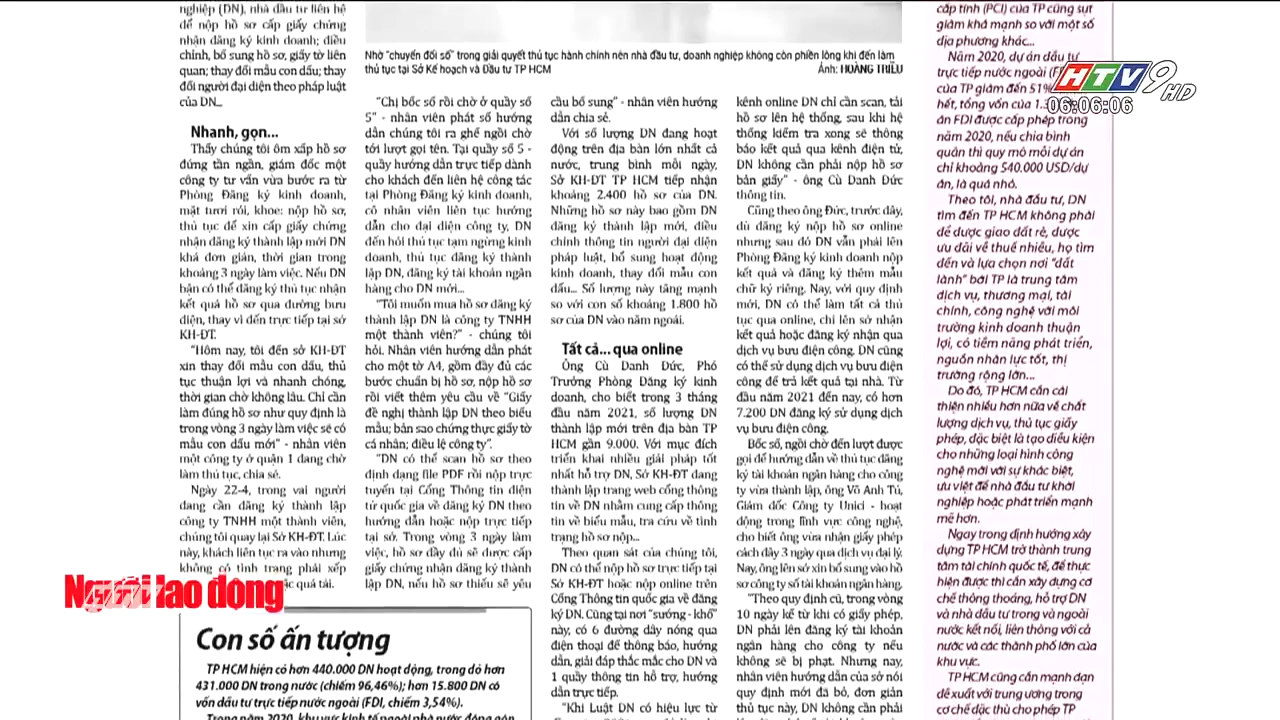 nghiệp (DN), nhà đầu tư liên hệ
để nộp hồ sơ cấp giấy chứng
nhận đăng ký kinh doanh; điều
chỉnh, bổ sung hồ sơ, giấy tờ liên
quan; thay đổi mẫu con dấu; thay
đổi người đại diện theo pháp luật
của DN...
Nhanh, gọn...
Thấy chúng tôi ôm xấp hồ sơ
đứng tần ngần, giám đốc một
công ty tư vấn vừa bước ra từ
Phòng Đăng ký kinh doanh,
mặt tươi rói, khoe: nộp hồ sơ,
thủ tục để xin cấp giấy chứng
nhận đăng ký thành lập mới DN
khá đơn giản, thời gian trong
khoảng 3 ngày làm việc. Nếu DN
bận có thể đăng ký thủ tục nhận
kết quả hồ sơ qua đường bưu
điện, thay vì đến trực tiếp tại sở
KH-ĐT.
"Hôm nay, tôi đến sở KH-ĐT
xin thay đổi mẫu con dấu, thủ
tục thuận lợi và nhanh chóng,
thời gian chờ không lâu. Chỉ cần
làm đúng hồ sơ như quy định là
trong vòng 3 ngày làm việc sẽ có
mẫu con dấu mới" - nhân viên
một công ty ở quận 1 đang chờ
làm thủ tục, chia sẻ.
Ngày 22-4, trong vai người
đang cần đăng ký thành lập
công ty TNHH một thành viên,
chúng tôi quay lại Sở KH-ĐT. Lúc
này, khách liên tục ra vào nhưng
không có tình trạng phải xếp
quá tải.
Người lao động
Con số ấn tượng
TP HCM hiện có hơn 440.000 DN hoạt động, trong đó hơn
431.000 DN trong nước (chiếm 96,46%); hơn 15.800 DN có
vốn đầu tư trực tiếp nước ngoài (FDI, chiếm 3,54%).
Trong năm 2020, khu vực kinh tế ngoài nhà nước đóng góp
Nhờ "chuyển đổi số" trong giải quyết thủ tục hành chính nên nhà đầu tư, doanh nghiệp không còn phiền lòng khi đến làm
thủ tục tại Sở Kế hoạch và Đầu tư TP HCM Ảnh: HOÀNG TRIỀU
"Chị bốc số rồi chờ ở quầy số
5" - nhân viên phát số hướng
dẫn chúng tôi ra ghế ngồi chờ
tới lượt gọi tên. Tại quầy số 5 -
quầy hướng dẫn trực tiếp dành
cho khách đến liên hệ công tác
tại Phòng Đăng ký kinh doanh,
cô nhân viên liên tục hướng
dẫn cho đại diện công ty, DN
đến hỏi thủ tục tạm ngừng kinh
doanh, thủ tục đăng ký thành
lập DN, đăng tài khoản ngân
hàng cho DN mới...
"Tôi muốn mua hồ sơ đăng ký
thành lập DN là công ty TNHH
một thành viên?" - chúng tôi
hỏi. Nhân viên hướng dẫn phát
cho một tờ A4, gồm đầy đủ các
bước chuẩn bị hồ sơ, nộp hồ sơ
rồi viết thêm yêu cầu về "Giấy
đề nghị thành lập DN theo biểu
mẫu; bản sao chứng thực giấy tờ
cá nhân; điều lệ công ty".
"DN có thể scan hồ sơ theo
định dạng file PDF rồi nộp trực
tuyến tại Cổng Thông tin điện
tử quốc gia về đăng ký DN theo
hướng dẫn hoặc nộp trực tiếp
tại sở. Trong vòng 3 ngày làm
việc, hồ sơ đầy đủ sẽ được cấp
giấy chứng nhận đăng ký thành
lập DN, nếu hồ sơ thiếu sẽ yêu
cầu bổ sung" - nhân viên hướng
dẫn chia sẻ.
Với số lượng DN đang hoạt
động trên địa bàn lớn nhất cả
nước, trung bình mỗi ngày,
Sở KH-ĐT TP HCM tiếp nhận
khoảng 2.400 hồ sơ của DN.
Những hồ sơ này bao gồm DN
đăng ký thành lập mới, điều
chỉnh thông tin người đại diện
pháp luật, bổ sung hoạt động
kinh doanh, thay đổi mẫu con
dấu... Số lượng này tăng mạnh
so với con số khoảng 1.800 hồ
sơ của DN vào năm ngoái.
Tất cả... qua online
Ông Cù Danh Đức, Phó
Trưởng Phòng Đăng ký kinh
doanh, cho biết trong 3 tháng
đầu năm 2021, số lượng DN
thành lập mới trên địa bàn TP
HCM gần 9.000. Với mục đích
triển khai nhiều giải pháp tốt
nhất hỗ trợ DN, Sở KH-ĐT đang
thành lập trang web cổng thông
tin về DN nhằm cung cấp thông
tin về biểu mẫu, tra cứu về tình
trạng hồ sơ nộp...
Theo quan sát của chúng tôi,
DN có thể nộp hồ sơ trực tiếp tại
Sở KH-ĐT hoặc nộp online trên
Cổng Thông tin quốc gia về đăng
ký DN. Cũng tại nơi "sướng - khổ"
này, có 6 đường dây nóng qua
điện thoại để thông báo, hướng
dẫn, giải đáp thắc mắc cho DN và
1 quầy thông tin hỗ trợ, hướng
dẫn trực tiếp.
"Khi Luật DN có hiệu lực từ
kênh online DN chỉ cần scan, tải
hồ sơ lên hệ thống, sau khi hệ
thống kiểm tra xong sẽ thông
báo kết quả qua kênh điện tử,
DN không cần phải nộp hồ sơ
bản giấy" - ông Cù Danh Đức
thông tin.
Cũng theo ông Đức, trước đây,
dù đăng ký nộp hồ sơ online
nhưng sau đó DN vẫn phải lên
Phòng Đăng ký kinh doanh nộp
kết quả và đăng ký thêm mẫu
chữ ký riêng. Nay, với quy định
mới, DN có thể làm tất cả thủ
tục qua online, chỉ lên sở nhận
kết quả hoặc đăng ký nhận qua
dịch vụ bưu điện công. DN cũng
có thể sử dụng dịch vụ bưu điện
công để trả kết quả tại nhà. Từ
đầu năm 2021 đến nay, có hơn
7.200 DN đăng ký sử dụng dịch
vụ bưu điện công.
Bốc số, ngồi chờ đến lượt được
gọi để hướng dẫn về thủ tục đăng
ký tài khoản ngân hàng cho công
ty vừa thành lập, ông Võ Anh Tú,
Giám đốc Công ty Unici - hoạt
động trong lĩnh vực công nghệ,
cho biết ông vừa nhận giấy phép
cách đây 3 ngày qua dịch vụ đại lý.
Nay, ông lên sở xin bổ sung vào hồ
sơ công ty số tài khoản ngân hàng.
"Theo quy định cũ, trong vòng
10 ngày kể từ khi có giấy phép,
DN phải lên đăng ký tài khoản
ngân hàng cho công ty nếu
không sẽ bị phạt. Nhưng nay,
nhân viên hướng dẫn của sở nói
quy định mới đã bỏ, đơn giản
thủ tục này, DN không cần phải
cấp tỉnh (PCI) của TP cũng sụt
giảm khá mạnh so với một số
địa phương khác...
Năm 2020, dự án đầu tư
trực tiếp nước ngoài
của TP giảm đến 51%
hết, tổng vốn của
án FDI được cấp phép trong
năm 2020, nếu chia bình
quân thì quy mô mỗi dự án
chỉ khoảng 540.000 USD/dự
án, là quá nhỏ.
Theo tôi, nhà đầu tư, DN
tìm đến TP HCM không phải
để được giao đất rẻ, được
ưu đãi về thuế nhiều, họ tìm
đến và lựa chọn nơi "đất
lành" bởi TP là trung tâm
dịch vụ, thương mại, tài
chính, công nghệ với môi
trường kinh doanh thuận
lợi, có tiềm năng phát triển,
nguồn nhân lực tốt, thị
trường rộng lớn...
Do đó, TP HCM cần cải
thiện nhiều hơn nữa về chất
lượng dịch vụ, thủ tục giấy
phép, đặc biệt là tạo điều kiện
cho những loại hình công
nghệ mới với sự khác biệt,
ưu việt để nhà đầu tư khởi
nghiệp hoặc phát triển mạnh
mẽ hơn.
Ngay trong định hướng xây
dựng TP HCM trở thành trung
tâm tài chính quốc tế, để thực
hiện được thì cần xây dựng cơ
chế thông thoáng, hỗ trợ DN
và nhà đầu tư trong và ngoài
nước kết nối, liên thông với cả
nước và các thành phố lớn của
khu vực.
TP HCM cũng cần mạnh dạn
đề xuất với trung ương trong
cơ chế đặc thù cho phép TP
HTV9 HD
06:06:06